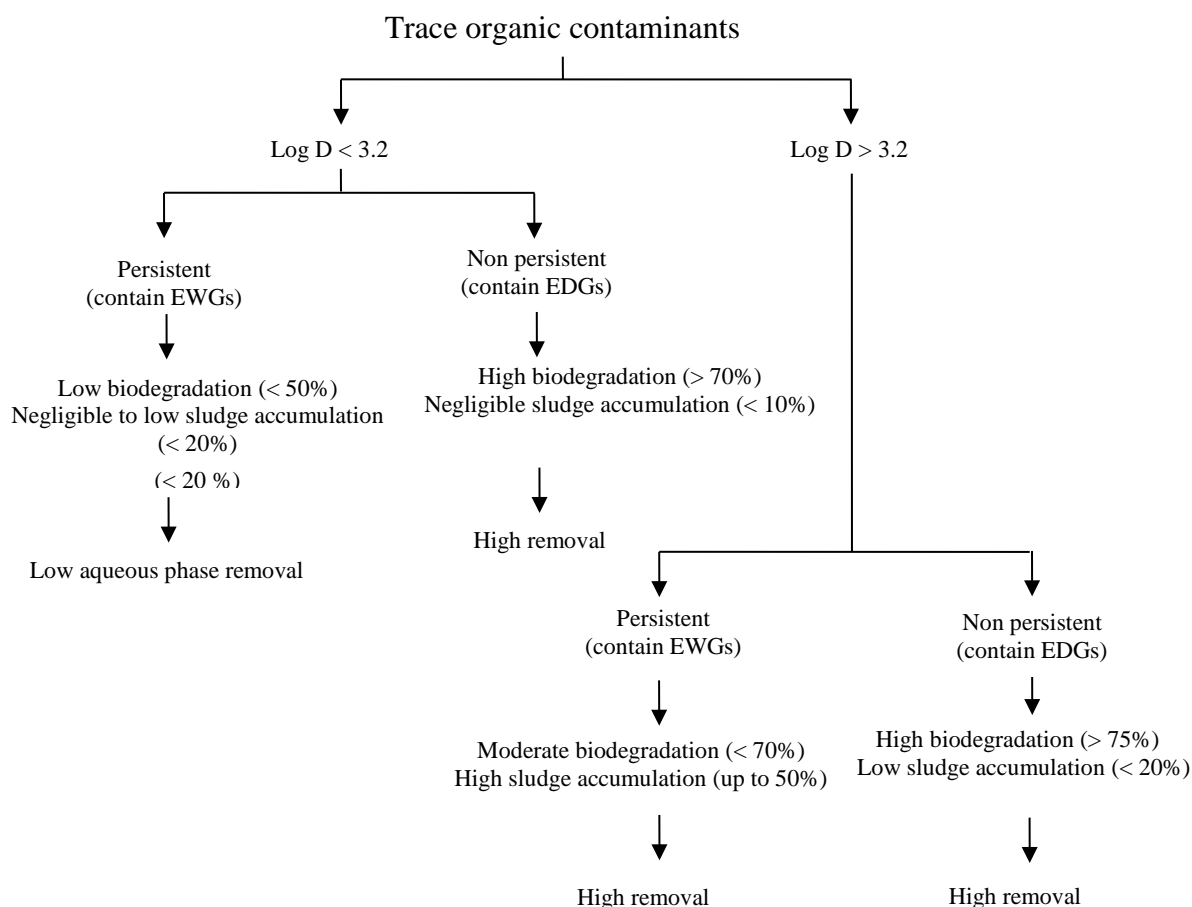 Trace organic contaminants
Log D < 3.2
Log D > 3.2
Persistent
(contain EWGs)
Non persistent
(contain EDGs)
Low biodegradation (< 50%)
Negligible to low sludge accumulation
(< 20%)
(< 20 %)
High biodegradation (> 70%)
Negligible sludge accumulation (< 10%)
Low aqueous phase removal
High removal
Persistent
(contain EWGs)
Non persistent
(contain EDGs)
Moderate biodegradation (< 70%)
High sludge accumulation (up to 50%)
High biodegradation (> 75%)
Low sludge accumulation (< 20%)
High removal
High removal